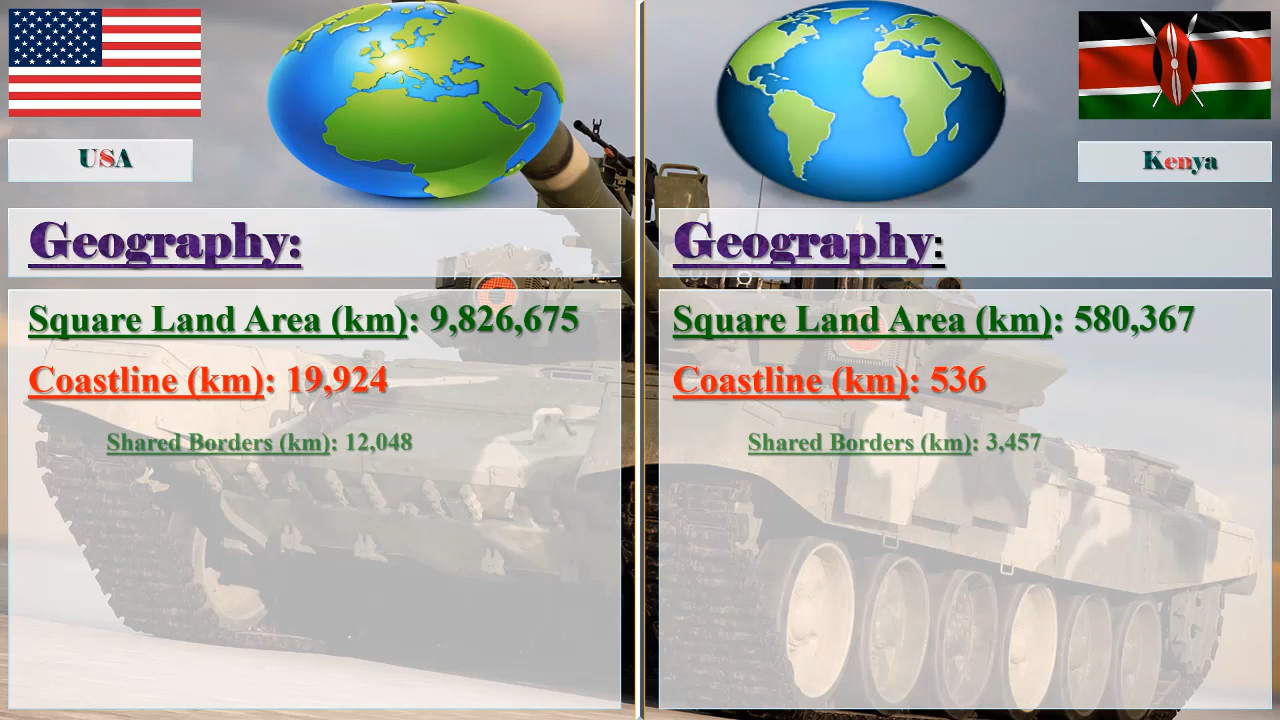 USA
Geography:
Square Land Area (km): 9,826,675
Coastline (km): 19,924
Shared Borders (km): 12,048
Kenya
Geography:
Square Land Area (km): 580,367
Coastline (km): 536
Shared Borders (km): 3,457